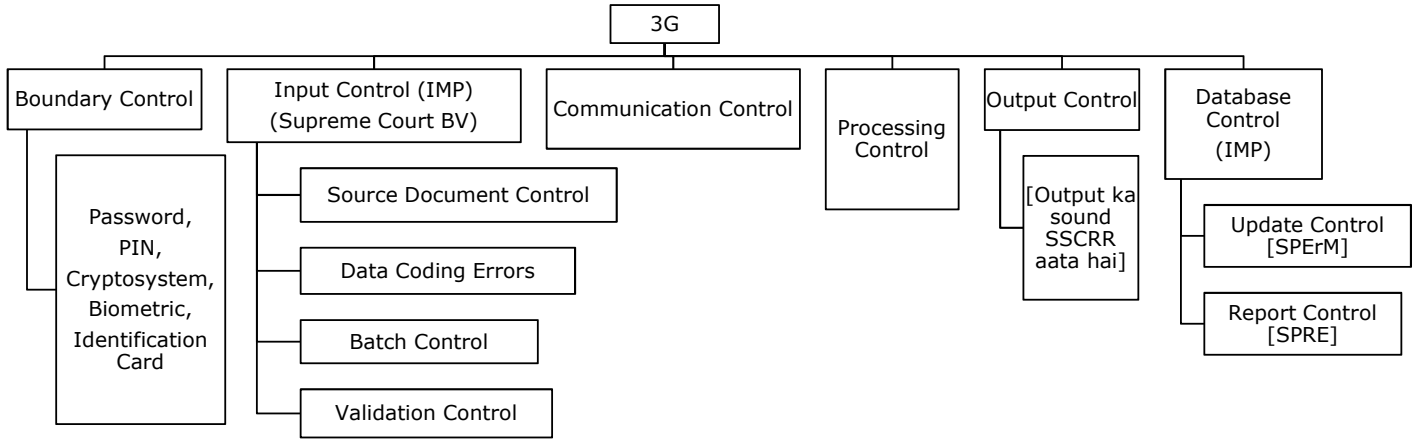 3G
Boundary Control
Password,
PIN,
Cryptosystem,
Biometric,
Identification
Card
Input Control (IMP)
(Supreme Court BV)
Source Document Control
Data Coding Errors
Batch Control
Validation Control
Communication Control
Processing
Control
Output Control
[Output ka
sound
SSCRR
aata hai]
Database
Control
(IMP)
Update Control
[SPErM]
Report Control
[SPRE]